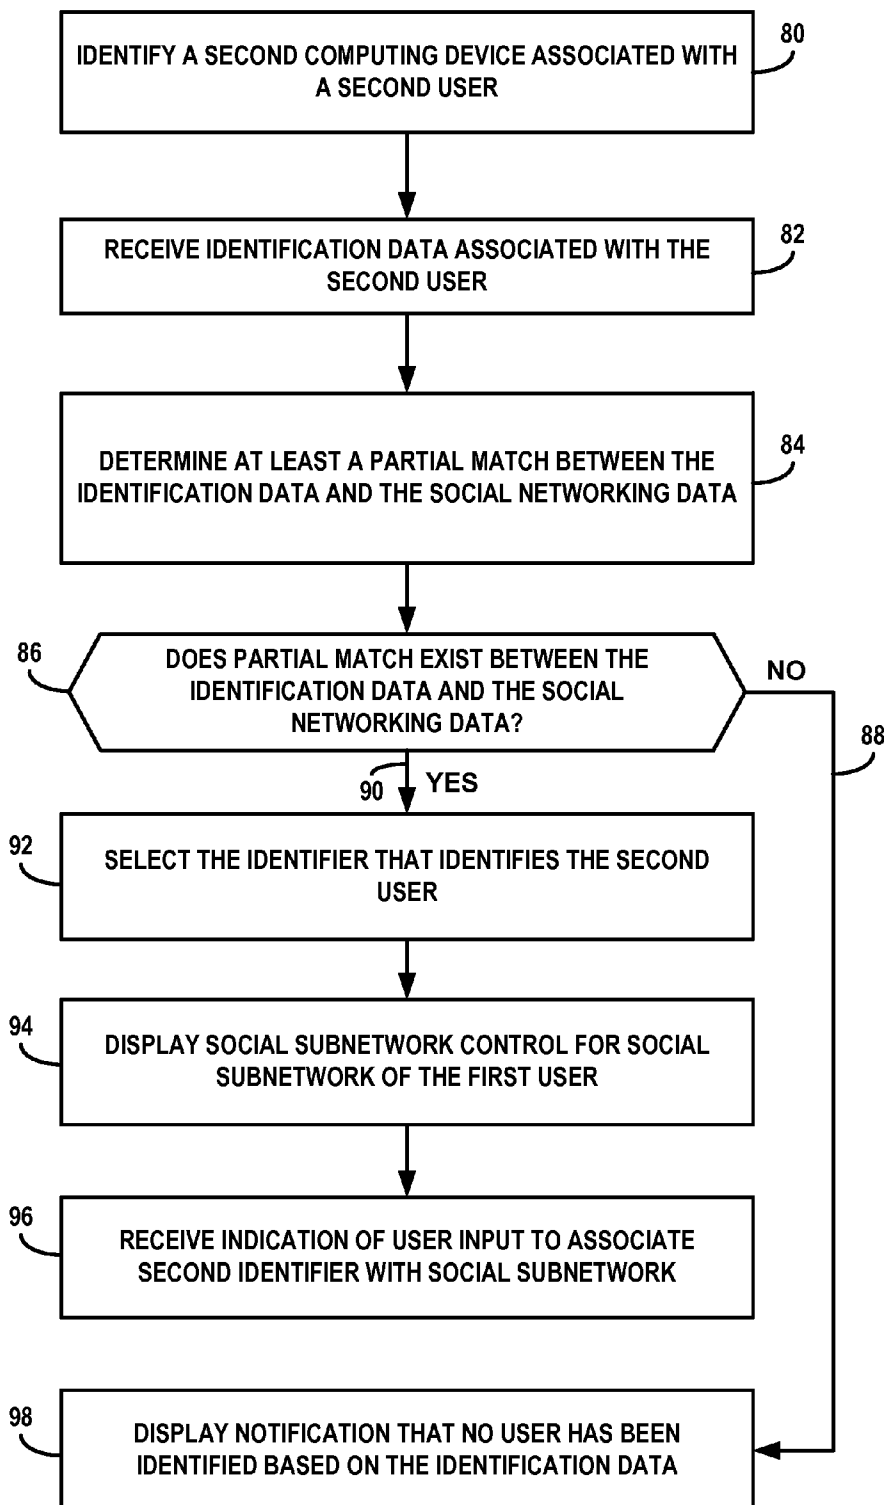 IDENTIFY A SECOND COMPUTING DEVICE ASSOCIATED WITH
A SECOND USER
80
RECEIVE IDENTIFICATION DATA ASSOCIATED WITH THE
SECOND USER
82
DETERMINE AT LEAST A PARTIAL MATCH BETWEEN THE
IDENTIFICATION DATA AND THE SOCIAL NETWORKING DATA
84
86
DOES PARTIAL MATCH EXIST BETWEEN THE
IDENTIFICATION DATA AND THE SOCIAL
NETWORKING DATA?
NO
88
90
YES
92
SELECT THE IDENTIFIER THAT IDENTIFIES THE SECOND
USER
94
DISPLAY SOCIAL SUBNETWORK CONTROL FOR SOCIAL
SUBNETWORK OF THE FIRST USER
96
RECEIVE INDICATION OF USER INPUT TO ASSOCIATE
SECOND IDENTIFIER WITH SOCIAL SUBNETWORK
98
DISPLAY NOTIFICATION THAT NO USER HAS BEEN
IDENTIFIED BASED ON THE IDENTIFICATION DATA